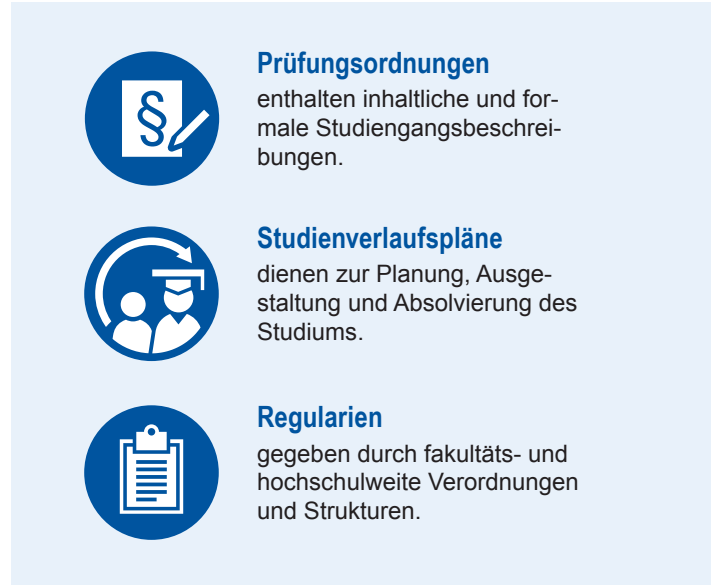 §
Prüfungsordnungen
enthalten inhaltliche und for-
male Studiengangsbeschrei-
bungen.
Studienverlaufspläne
dienen zur Planung, Ausge-
staltung und Absolvierung des
Studiums.
Regularien
gegeben durch fakultäts- und
hochschulweite Verordnungen
und Strukturen.